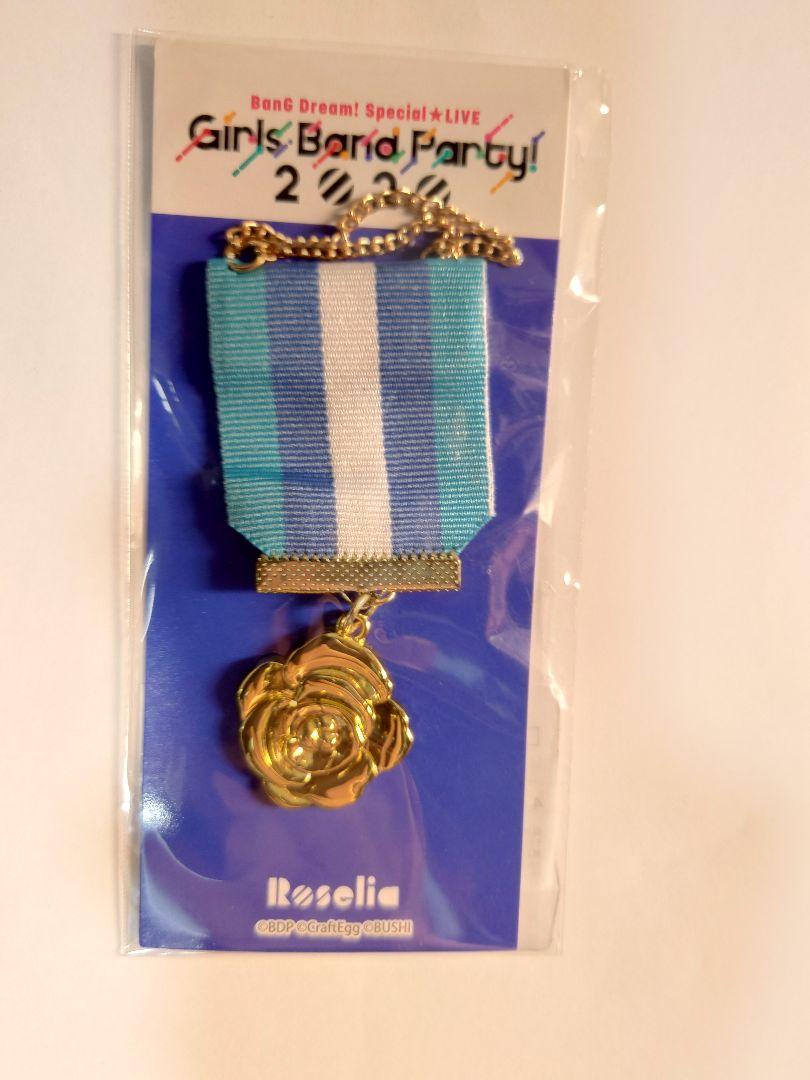 BanG Dream! Special★LIVE
Girls Band Party!
2020
Roselia
©BDP ©CraftEgg ©BUSHI